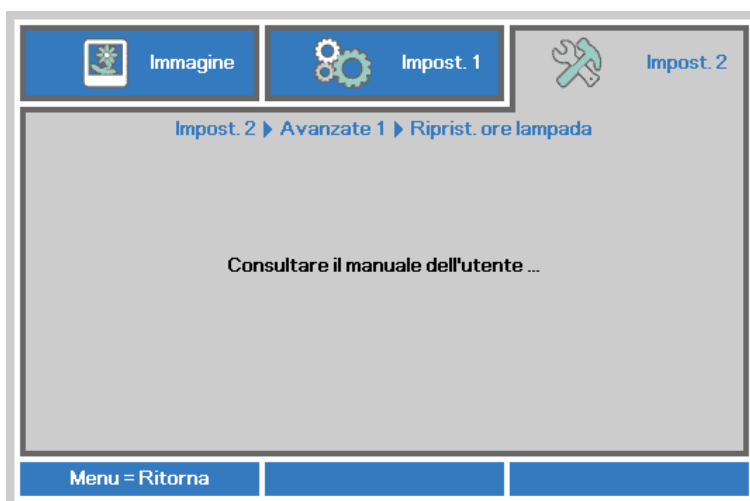 Immagine
Impost. 1
Impost. 2
Impost. 2 ▶ Avanzate 1 ▶ Riprist. ore lampada
Consultare il manuale dell'utente ...
Menu = Ritorna